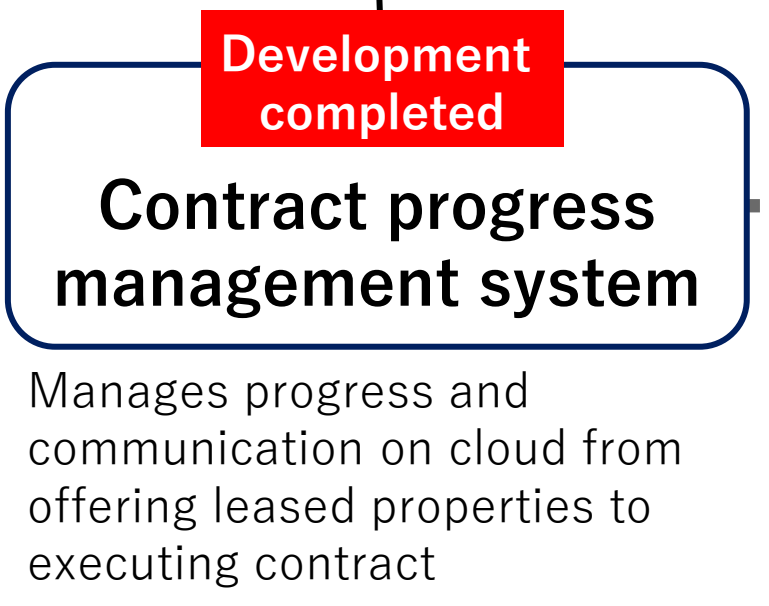 Development
completed
Contract progress
management system
Manages progress and
communication on cloud from
offering leased properties to
executing contract